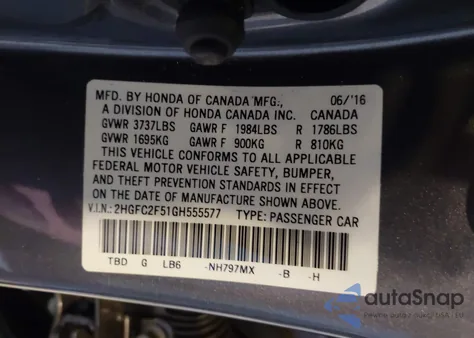 MFD. BY HONDA OF CANADA MFG., 06/'16
A DIVISION OF HONDA CANADA INC. CANADA
GVWR 3737LBS GAWR F 1984LBS R 1786LBS
GVWR 1695KG GAWR F 900KG R 810KG
THIS VEHICLE CONFORMS TO ALL APPLICABLE
FEDERAL MOTOR VEHICLE SAFETY, BUMPER,
AND THEFT PREVENTION STANDARDS IN EFFECT
ON THE DATE OF MANUFACTURE SHOWN ABOVE.
V.I.N.: 2HGFC2F51GH555577 TYPE: PASSENGER CAR
TBD G LB6 -NH797MX -B -H
autoSnap